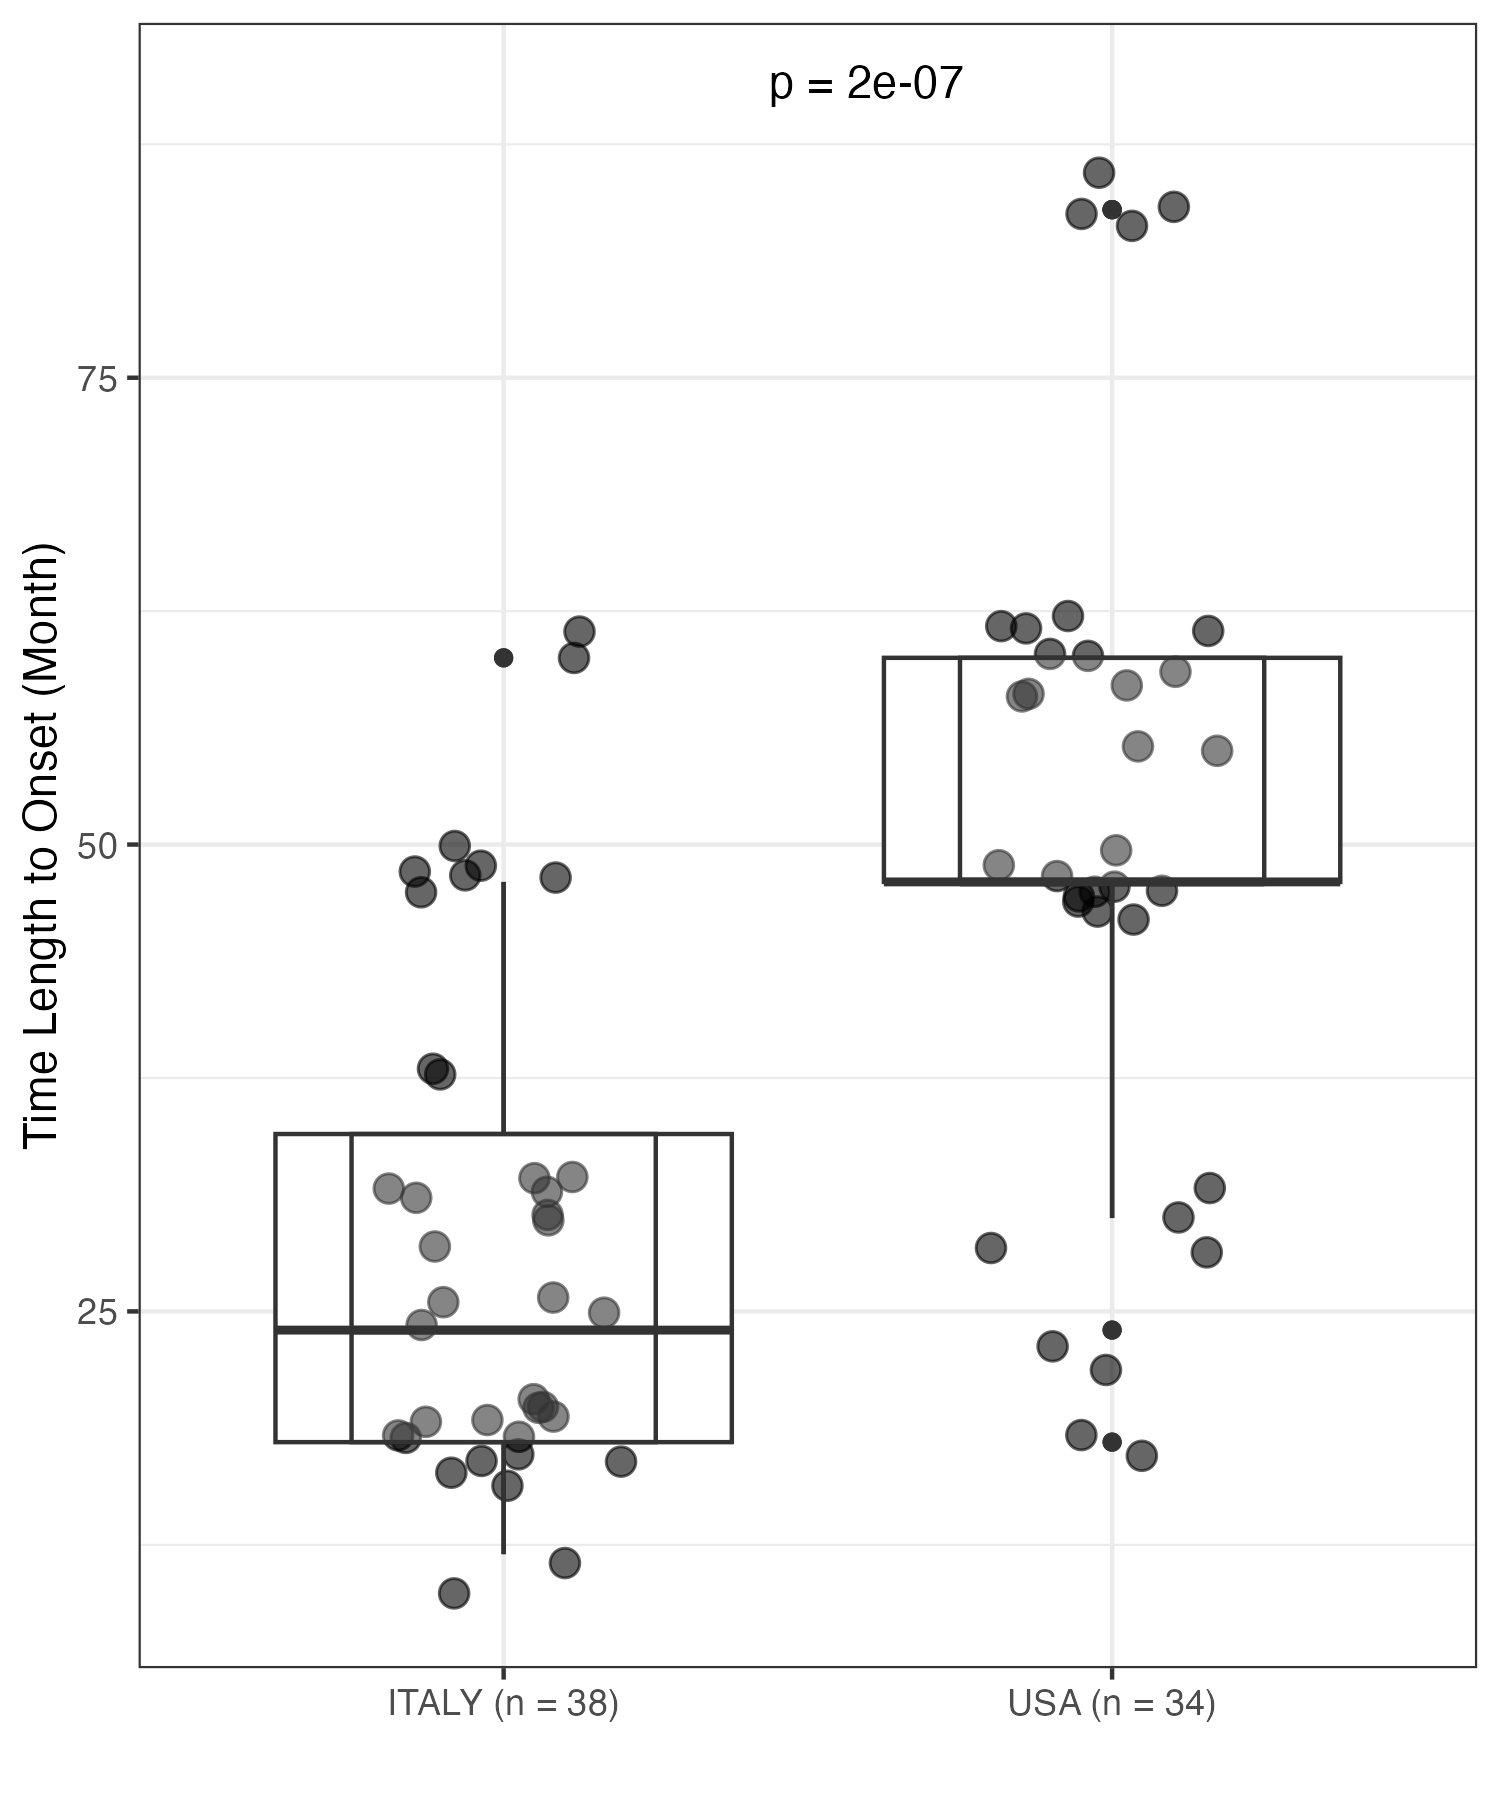 p = 2e-07
Time Length to Onset (Month)
75
50
25
ITALY (n = 38)
USA (n = 34)